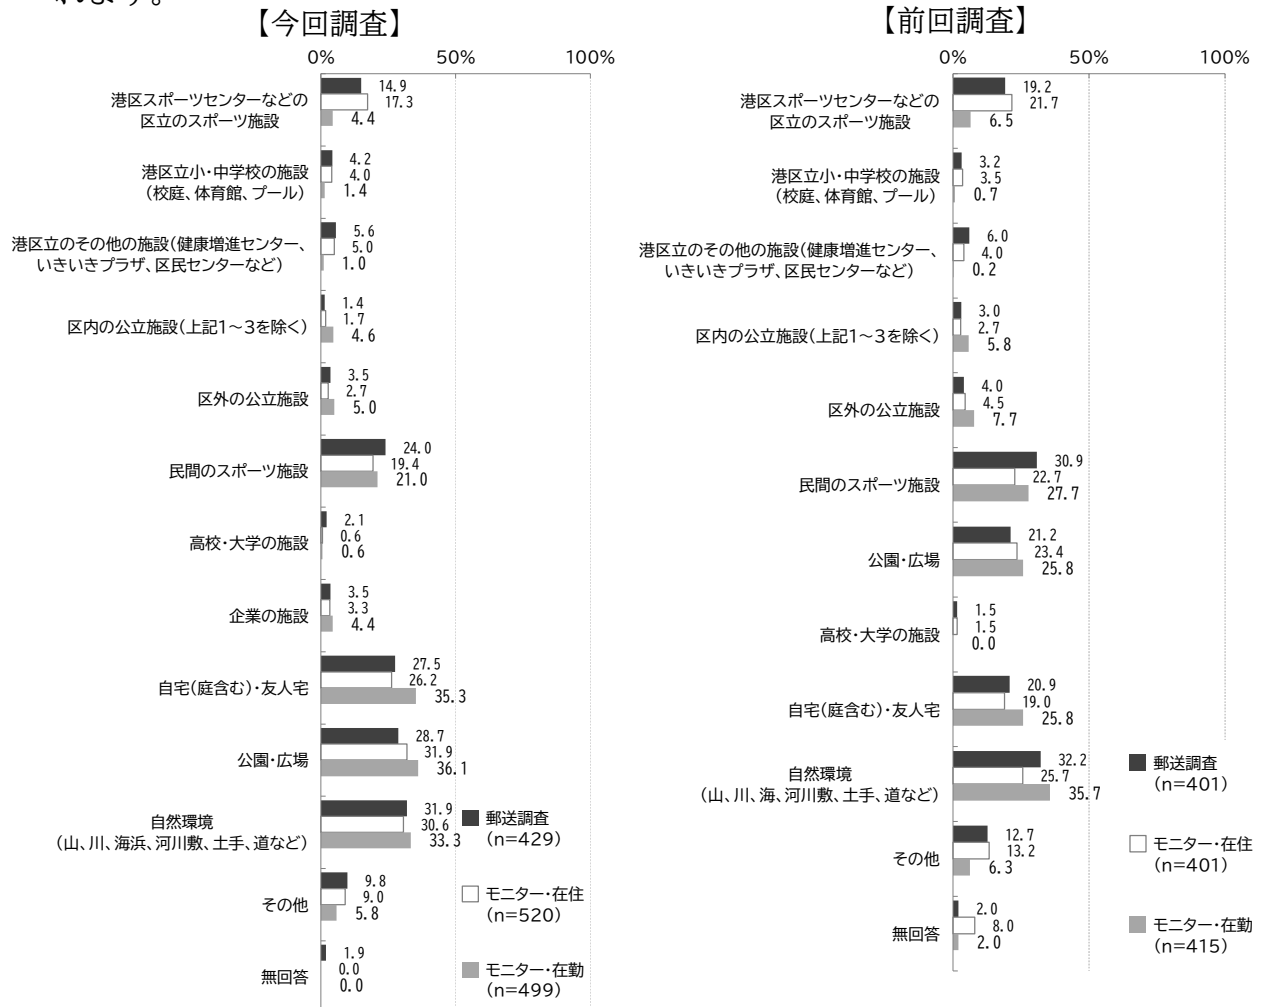 れます。
【今回調査】
0%
50%
100%
港区スポーツセンターなどの
区立のスポーツ施設
14.9
17.3
4.4
港区立小・中学校の施設
(校庭、体育館、プール)
4.2
4.0
1.4
港区立のその他の施設(健康増進センター、
いきいきプラザ、区民センターなど)
5.6
5.0
1.0
区内の公立施設(上記1～3を除く)
1.4
1.7
4.6
区外の公立施設
3.5
2.7
5.0
民間のスポーツ施設
24.0
19.4
21.0
高校・大学の施設
2.1
0.6
0.6
企業の施設
3.5
3.3
4.4
自宅(庭含む)・友人宅
27.5
26.2
35.3
公園・広場
28.7
31.9
36.1
自然環境
(山、川、海浜、河川敷、土手、道など)
31.9
30.6
33.3
その他
9.8
9.0
5.8
無回答
1.9
0.0
0.0
郵送調査
(n=429)
モニター・在住
(n=520)
モニター・在勤
(n=499)
【前回調査】
0%
50%
100%
港区スポーツセンターなどの
区立のスポーツ施設
19.2
21.7
6.5
港区立小・中学校の施設
(校庭、体育館、プール)
3.2
3.5
0.7
港区立のその他の施設(健康増進センター、
いきいきプラザ、区民センターなど)
6.0
4.0
0.2
区内の公立施設(上記1～3を除く)
3.0
2.7
5.8
区外の公立施設
4.0
4.5
7.7
民間のスポーツ施設
30.9
22.7
27.7
公園・広場
21.2
23.4
25.8
高校・大学の施設
1.5
1.5
0.0
自宅(庭含む)・友人宅
20.9
19.0
25.8
自然環境
(山、川、海、河川敷、土手、道など)
32.2
25.7
35.7
その他
12.7
13.2
6.3
無回答
2.0
8.0
2.0
郵送調査
(n=401)
モニター・在住
(n=401)
モニター・在勤
(n=415)